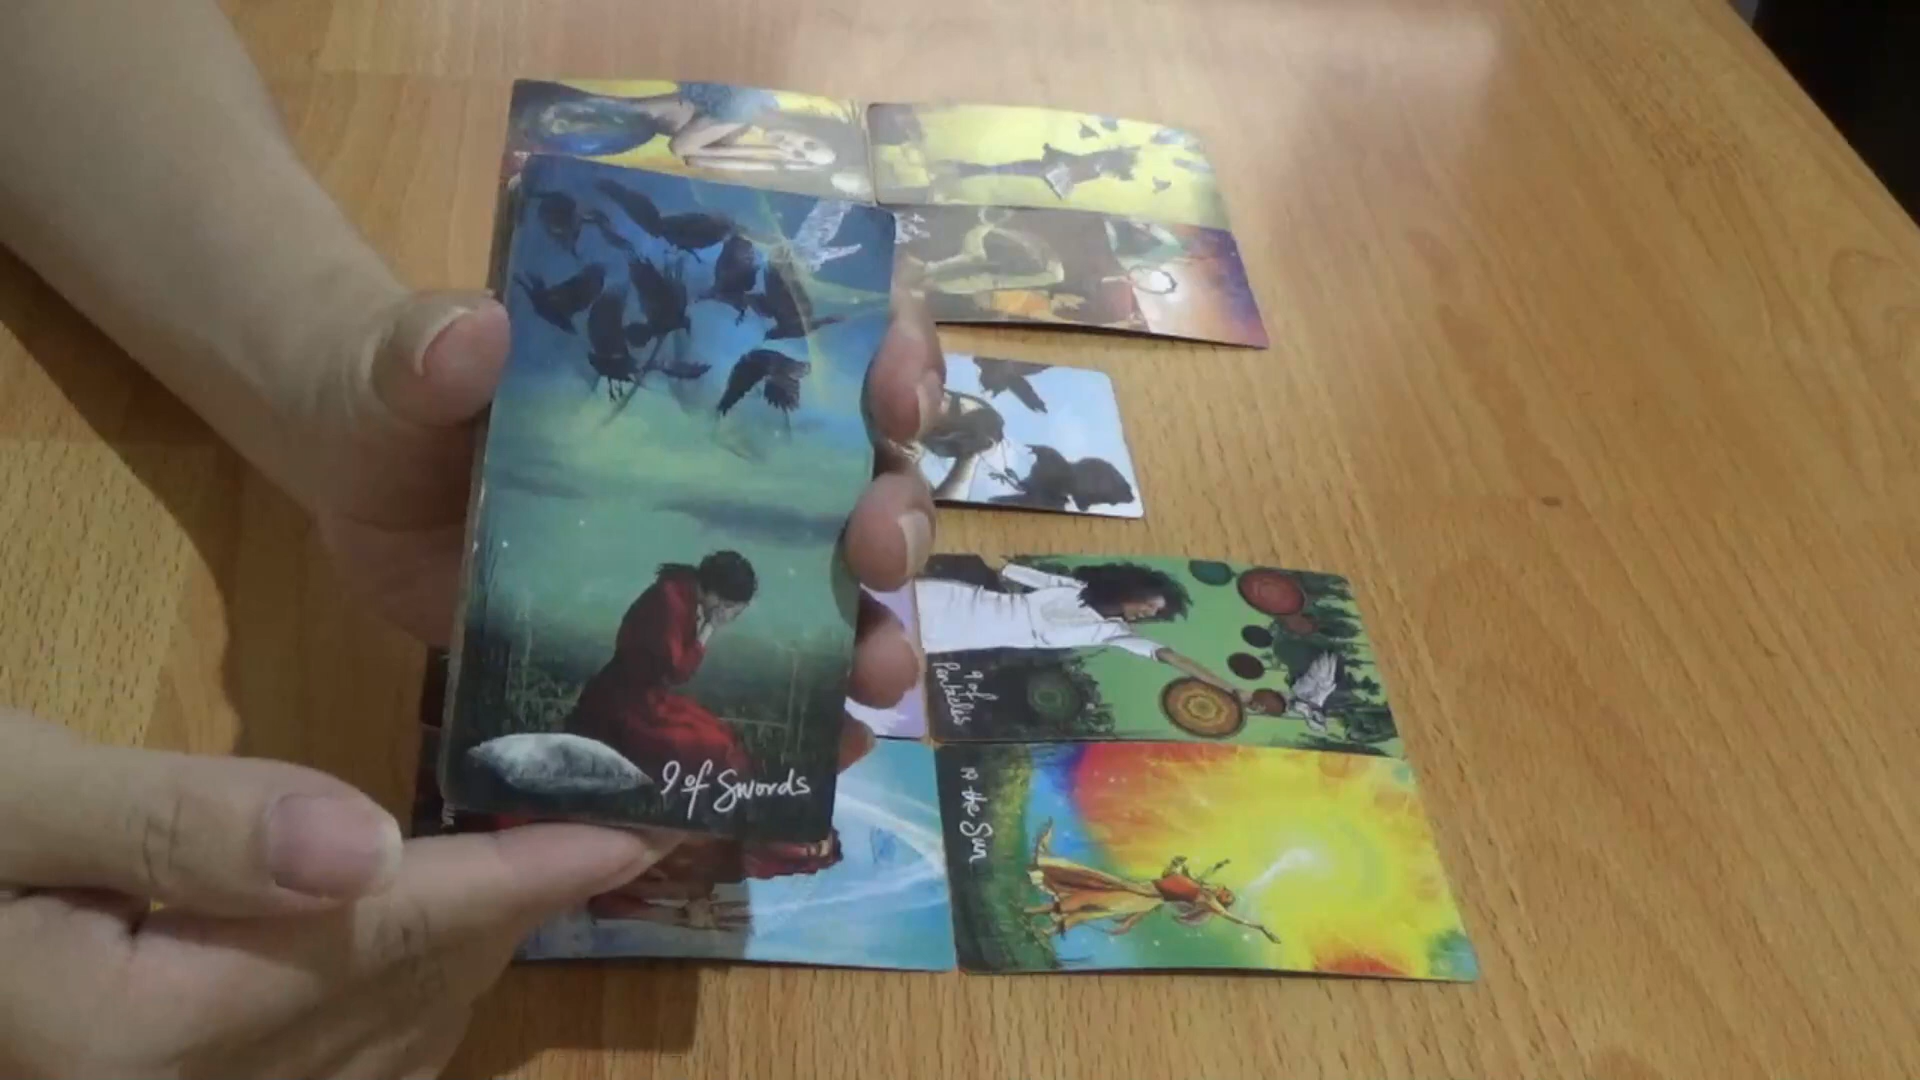 9 of Swords
9 of
Pentacles
19 the Sun